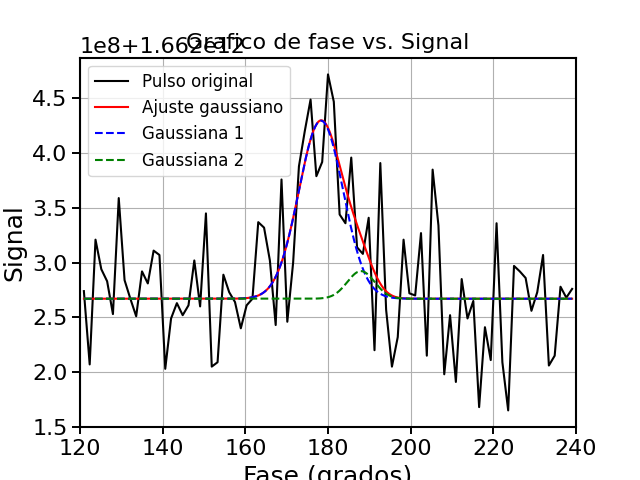 1e8+1.662e12
Grafico de fase vs. Signal
Pulso original
Ajuste gaussiano
Gaussiana 1
Gaussiana 2
Signal
4.5
4.0
3.5
3.0
2.5
2.0
1.5
120 140 160 180 200 220 240
Fase (grados)